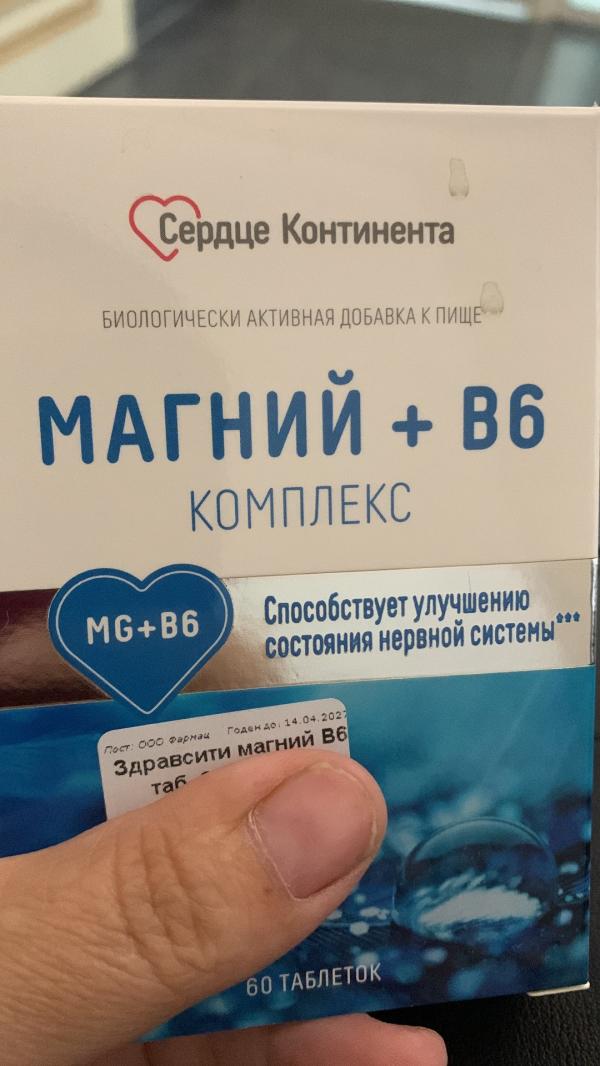 Сердце Континента
БИОЛОГИЧЕСКИ АКТИВНАЯ ДОБАВКА К ПИЩЕ
МАГНИЙ + В6
КОМПЛЕКС
MG+B6
Способствует улучшению
состояния нервной системы***
Пост: ООО Фармац Годен до: 14.04.2027
Здравсити магний В6
таб.
60 ТАБЛЕТОК